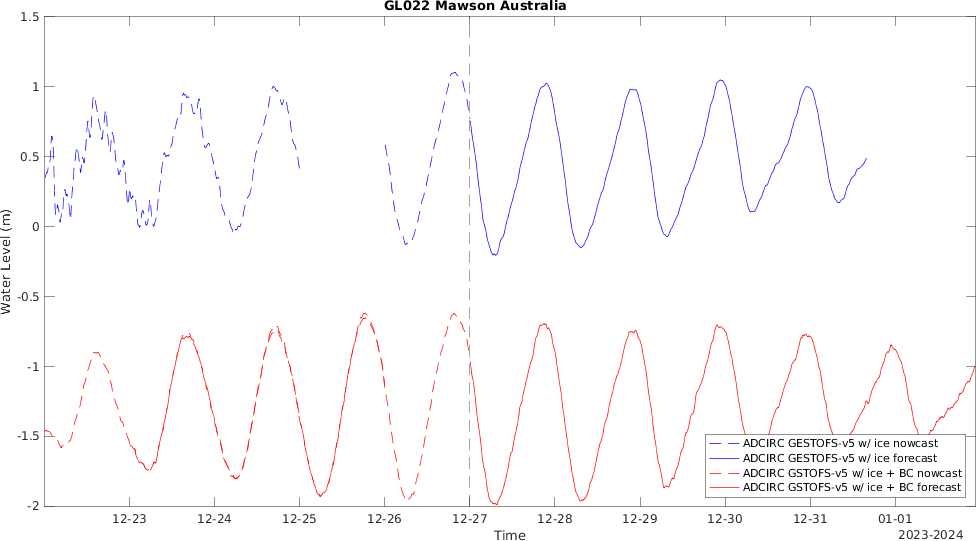 GL022 Mawson Australia
1.5
1
0.5
0
-0.5
-1
-1.5
-2
Water Level (m)
12-23 12-24 12-25 12-26 12-27 12-28 12-29 12-30 12-31 01-01
Time
2023-2024
ADCIRC GESTOFS-v5 w/ ice nowcast
ADCIRC GESTOFS-v5 w/ ice forecast
ADCIRC GSTOFS-v5 w/ ice + BC nowcast
ADCIRC GSTOFS-v5 w/ ice + BC forecast